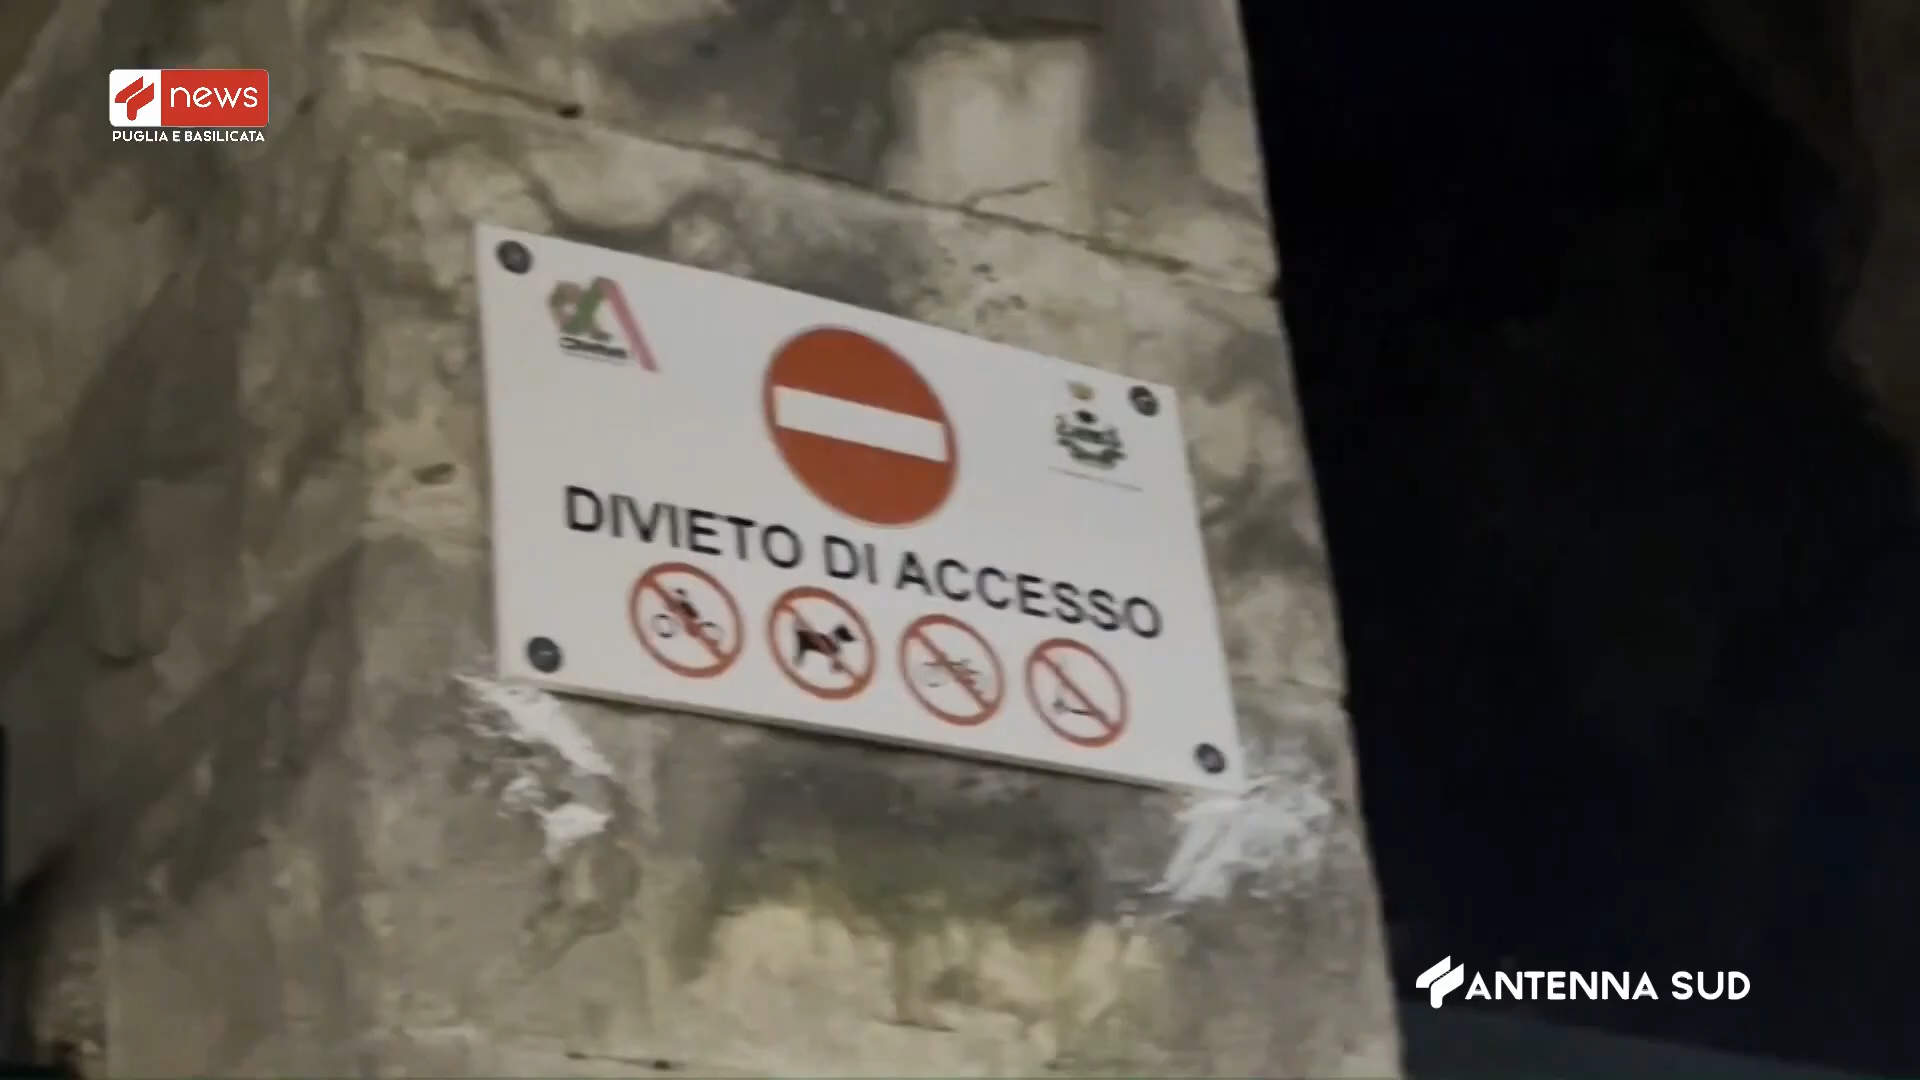 news
PUGLIA E BASILICATA
DIVIETO DI ACCESSO
ANTENNA SUD